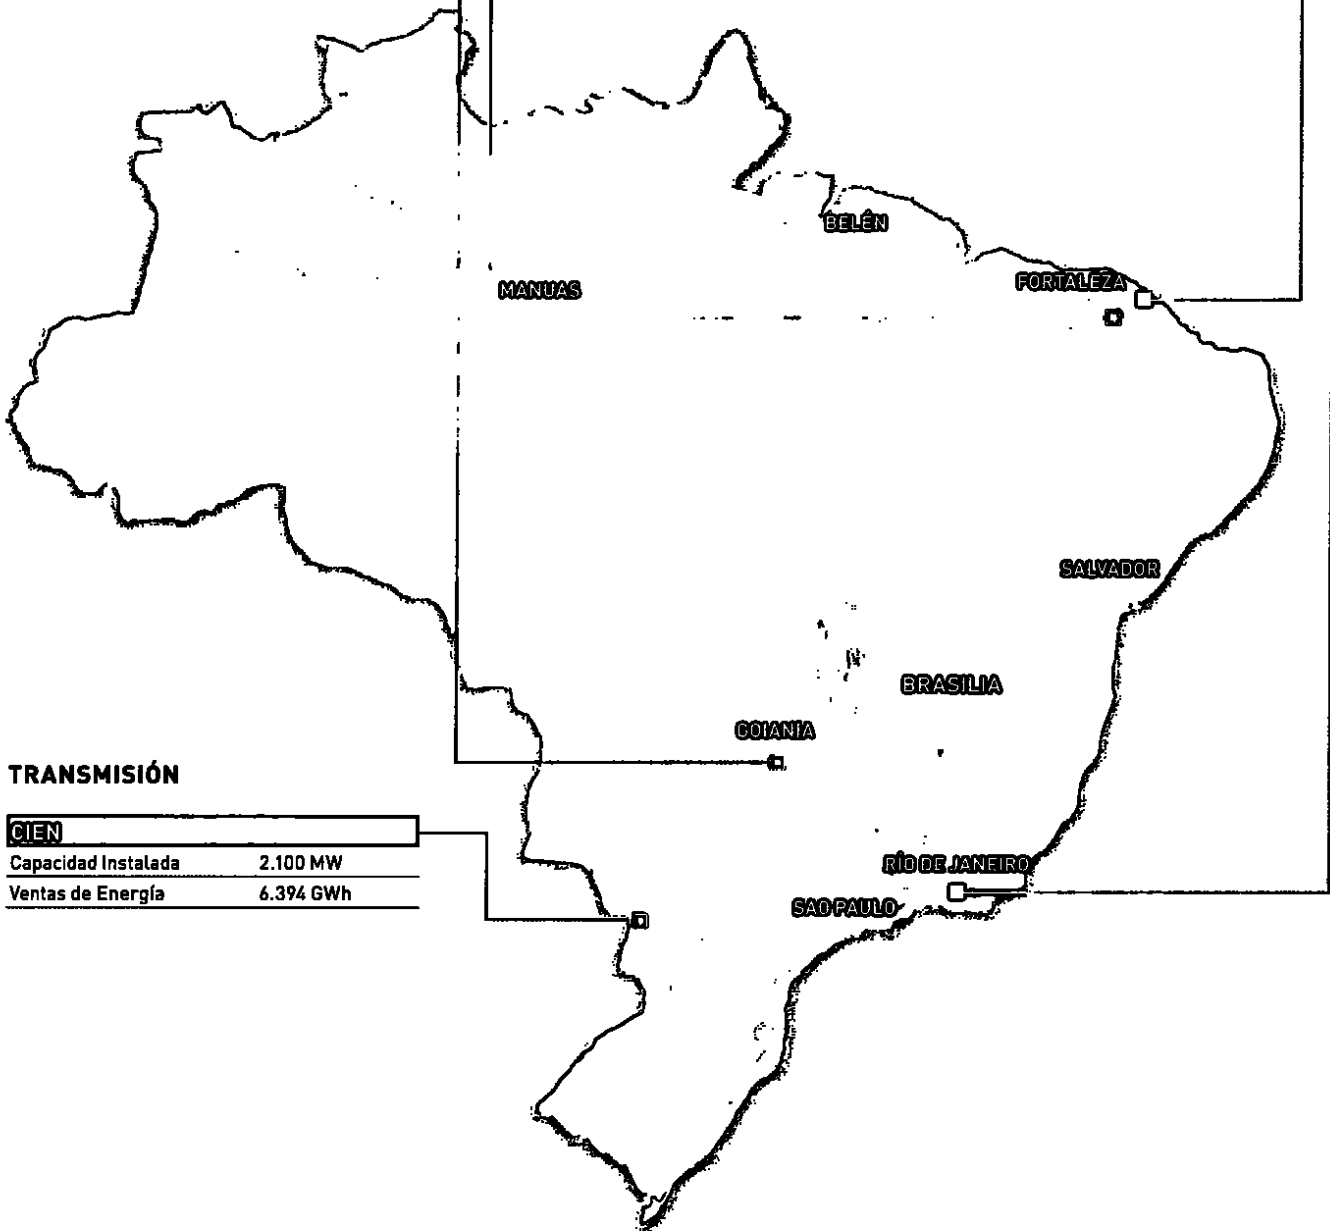 BELÉN
FORTALEZA
MANUAS
SALVADOR
BRASILIA
GOIANIA
TRANSMISIÓN
CIEN
Capacidad Instalada 2.100 MW
Ventas de Energía 6.394 GWh
RÍO DE JANEIRO
SAO PAULO